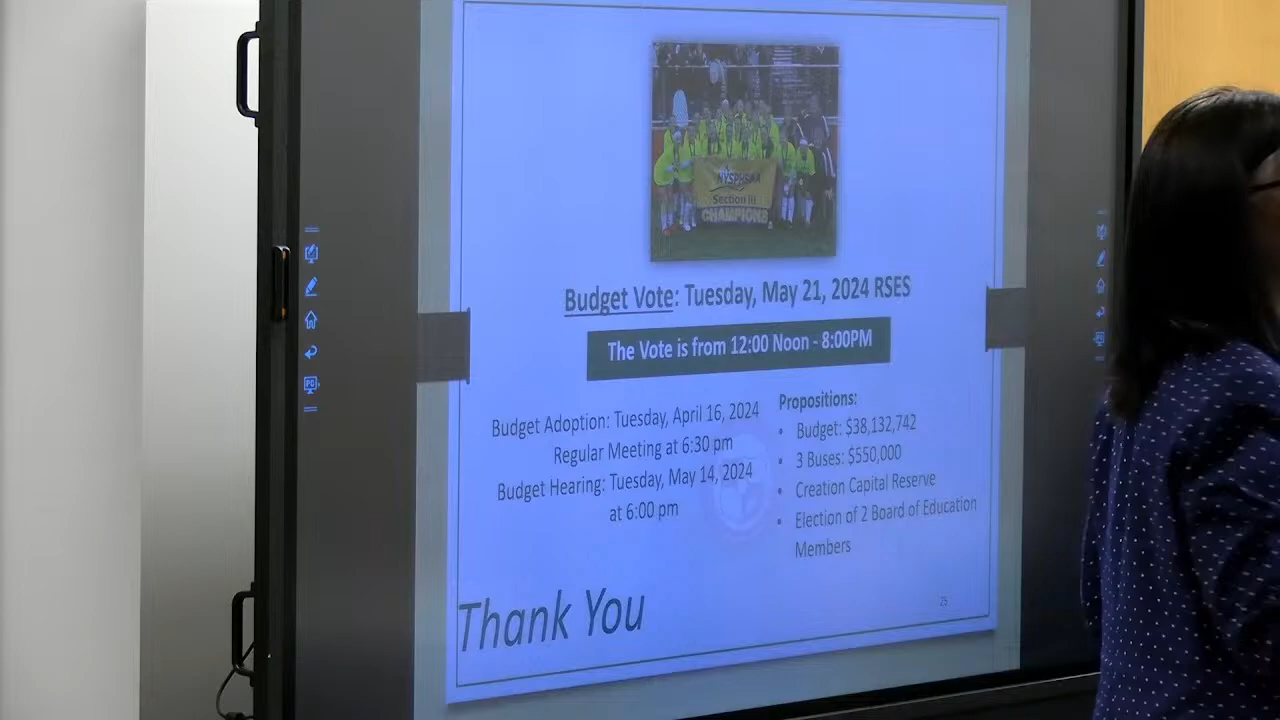 NYSPHSAA
Section III
CHAMPIONS
Budget Vote: Tuesday, May 21, 2024 RSES
The Vote is from 12:00 Noon - 8:00PM
Budget Adoption: Tuesday, April 16, 2024
Regular Meeting at 6:30 pm
Budget Hearing: Tuesday, May 14, 2024
at 6:00 pm
Propositions:
• Budget: $38,132,742
• 3 Buses: $550,000
• Creation Capital Reserve
• Election of 2 Board of Education
Members
Thank You
25